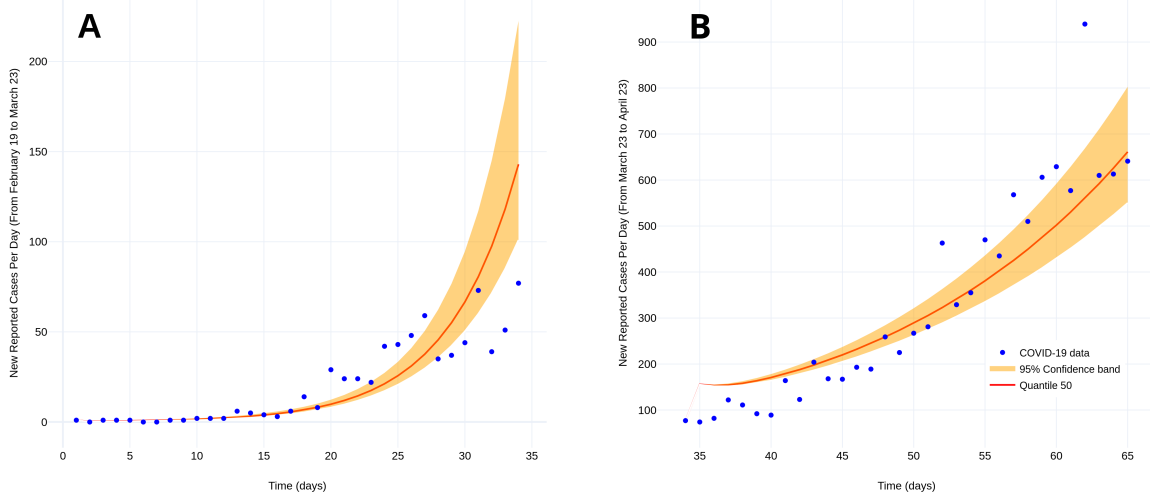 A
New Reported Cases Per Day (From February 19 to March 23)
200
150
100
50
0
0 5 10 15 20 25 30 35
Time (days)
B
New Reported Cases Per Day (From March 23 to April 23)
900
800
700
600
500
400
300
200
100
35 40 45 50 55 60 65
Time (days)
COVID-19 data
95% Confidence band
Quantile 50